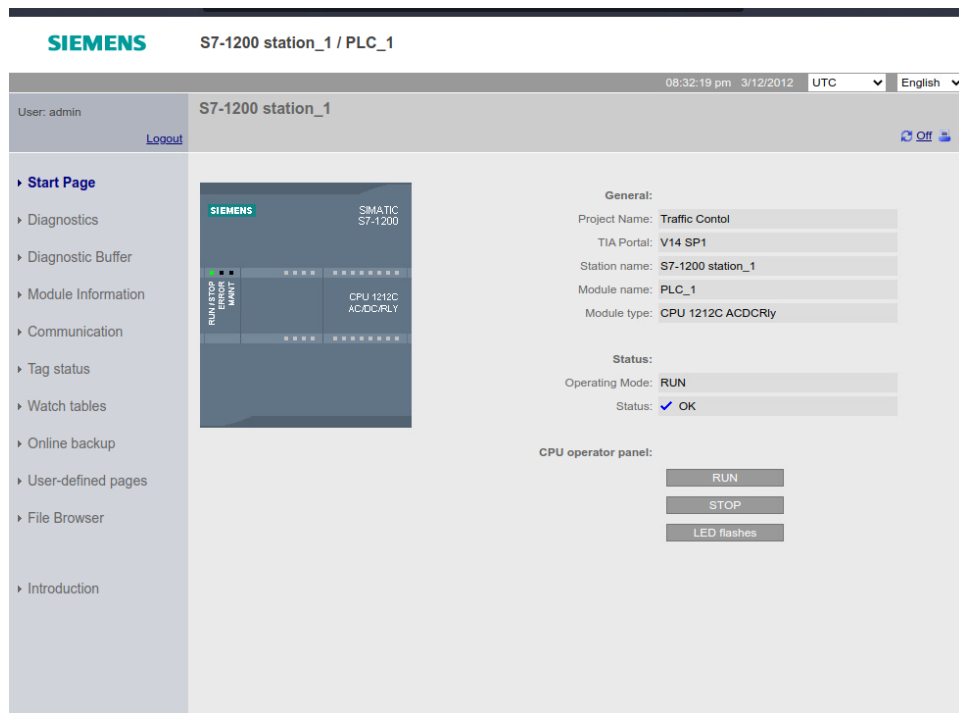 SIEMENS S7-1200 station_1 / PLC_1
08:32:19 pm 3/12/2012 UTC English
User: admin S7-1200 station_1
Logout Off
Start Page
Diagnostics
Diagnostic Buffer
Module Information
Communication
Tag status
Watch tables
Online backup
User-defined pages
File Browser
Introduction
SIEMENS SIMATIC
S7-1200
RUN / STOP
ERROR
MAINT
CPU 1212C
AC/DC/RLY
General:
Project Name: Traffic Contol
TIA Portal: V14 SP1
Station name: S7-1200 station_1
Module name: PLC_1
Module type: CPU 1212C ACDCRly
Status:
Operating Mode: RUN
Status: OK
CPU operator panel:
RUN
STOP
LED flashes